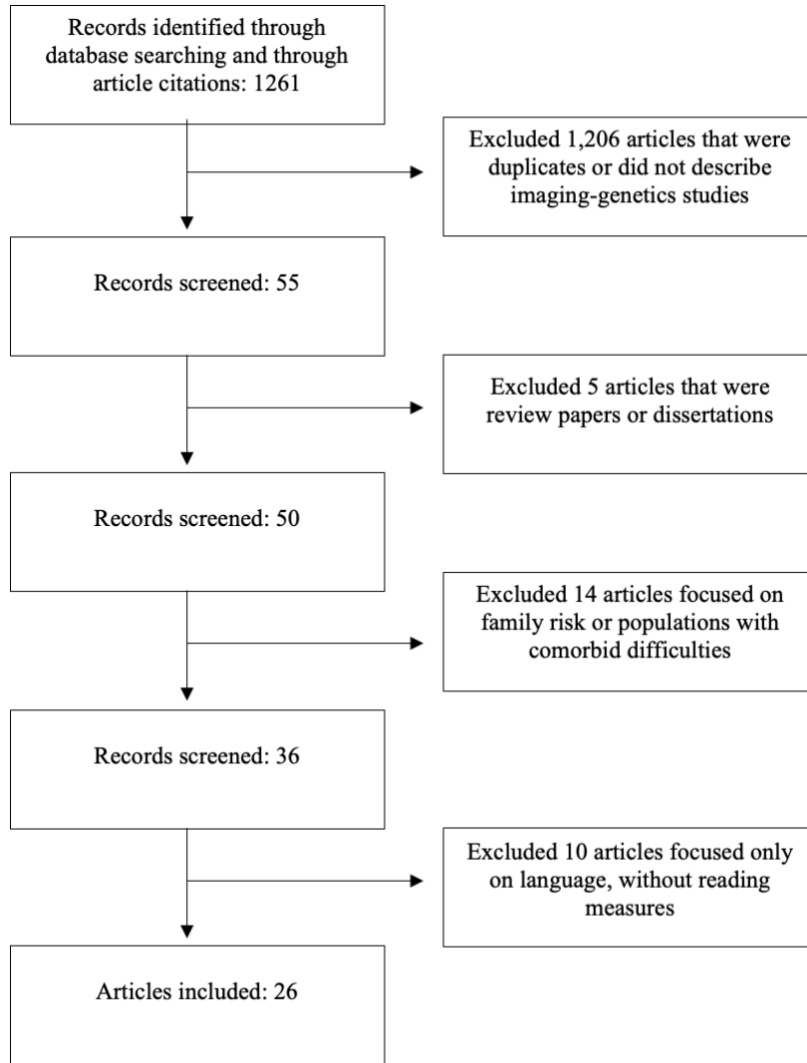 Records identified through
database searching and through
article citations: 1261
Excluded 1,206 articles that were
duplicates or did not describe
imaging-genetics studies
Records screened: 55
Excluded 5 articles that were
review papers or dissertations
Records screened: 50
Excluded 14 articles focused on
family risk or populations with
comorbid difficulties
Records screened: 36
Excluded 10 articles focused only
on language, without reading
measures
Articles included: 26